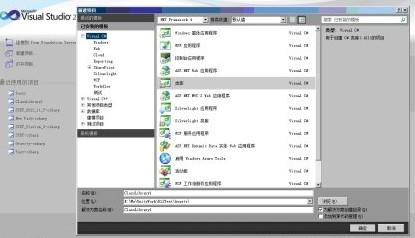 Visual Studio
新建项目
最近的模板
.NET Framework 4
排序依据: 默认值
搜索 已安装的模板
已安装的模板
Visual C#
Windows
Web
Cloud
Reporting
SharePoint
Silverlight
WCF
Workflow
测试
Visual C++
其他项目类型
数据库
建模项目
测试项目
联机模板
Windows 窗体应用程序 Visual C#
WPF 应用程序 Visual C#
控制台应用程序 Visual C#
ASP.NET Web 应用程序 Visual C#
类库 Visual C#
ASP.NET MVC 2 Web 应用程序 Visual C#
Silverlight 应用程序 Visual C#
Silverlight 类库 Visual C#
WCF 服务应用程序 Visual C#
ASP.NET Dynamic Data 实体 Web 应用程序 Visual C#
启用 Windows Azure Tools Visual C#
活动库 Visual C#
WCF 工作流服务应用程序 Visual C#
类型: Visual C#
用于创建 C# 类库(.dll)的项目
连接到 Team Foundation Server
新建项目
打开项目
最近使用的项目
名称(N): ClassLibrary1
位置(L):
解决方案名称(M): ClassLibrary1
浏览(B)...
为解决方案创建目录(D)
添加到源代码管理(U)
确定
取消